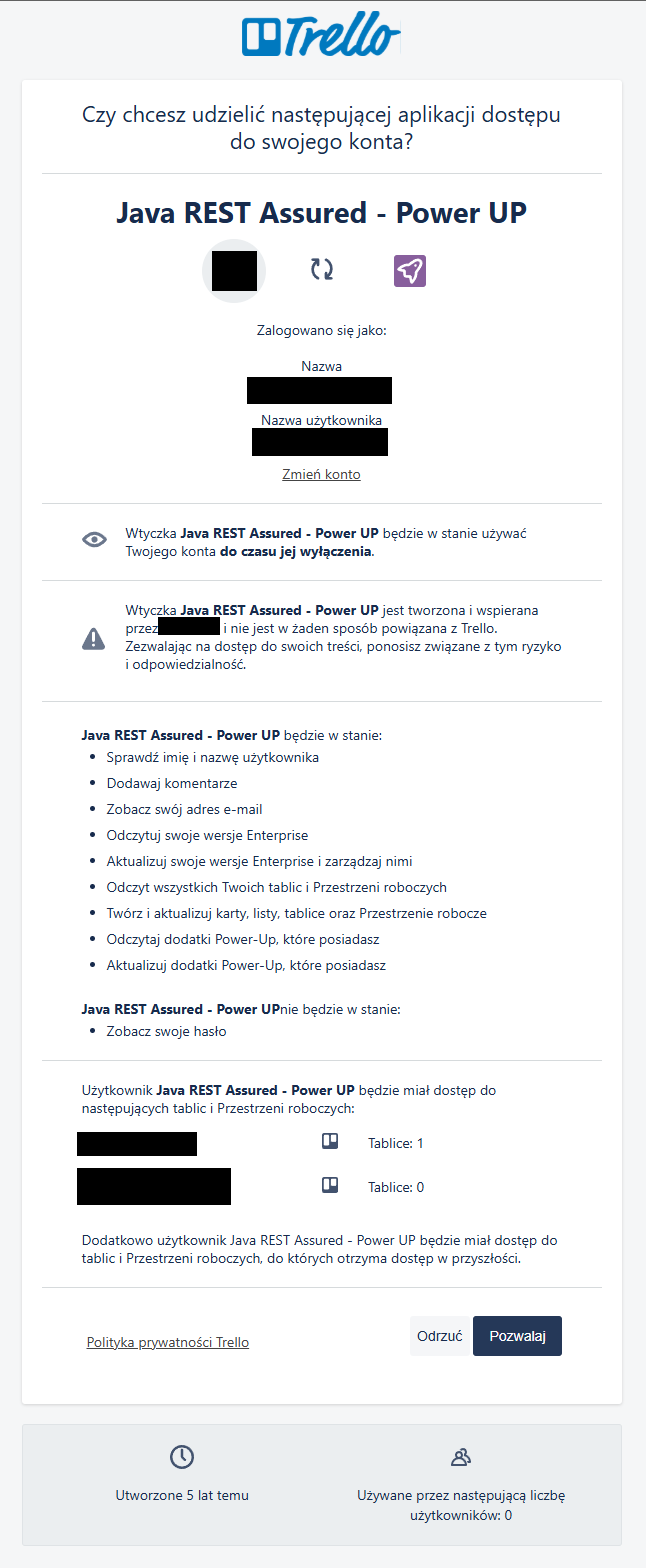 Trello
Czy chcesz udzielić następującej aplikacji dostępu
do swojego konta?
Java REST Assured - Power UP
Zalogowano się jako:
Nazwa
Nazwa użytkownika
Zmień konto
Wtyczka Java REST Assured - Power UP będzie w stanie używać
Twojego konta do czasu jej wyłączenia.
Wtyczka Java REST Assured - Power UP jest tworzona i wspierana
przez i nie jest w żaden sposób powiązana z Trello.
Zezwalając na dostęp do swoich treści, ponosisz związane z tym ryzyko
i odpowiedzialność.
Java REST Assured - Power UP będzie w stanie:
Sprawdź imię i nazwę użytkownika
Dodawaj komentarze
Zobacz swój adres e-mail
Odczytuj swoje wersje Enterprise
Aktualizuj swoje wersje Enterprise i zarządzaj nimi
Odczyt wszystkich Twoich tablic i Przestrzeni roboczych
Twórz i aktualizuj karty, listy, tablice oraz Przestrzenie robocze
Odczytaj dodatki Power-Up, które posiadasz
Aktualizuj dodatki Power-Up, które posiadasz
Java REST Assured - Power UPnie będzie w stanie:
Zobacz swoje hasło
Użytkownik Java REST Assured - Power UP będzie miał dostęp do
następujących tablic i Przestrzeni roboczych:
Tablice: 1
Tablice: 0
Dodatkowo użytkownik Java REST Assured - Power UP będzie miał dostęp do
tablic i Przestrzeni roboczych, do których otrzyma dostęp w przyszłości.
Polityka prywatności Trello
Odrzuć
Pozwalaj
Utworzone 5 lat temu
Używane przez następującą liczbę
użytkowników: 0